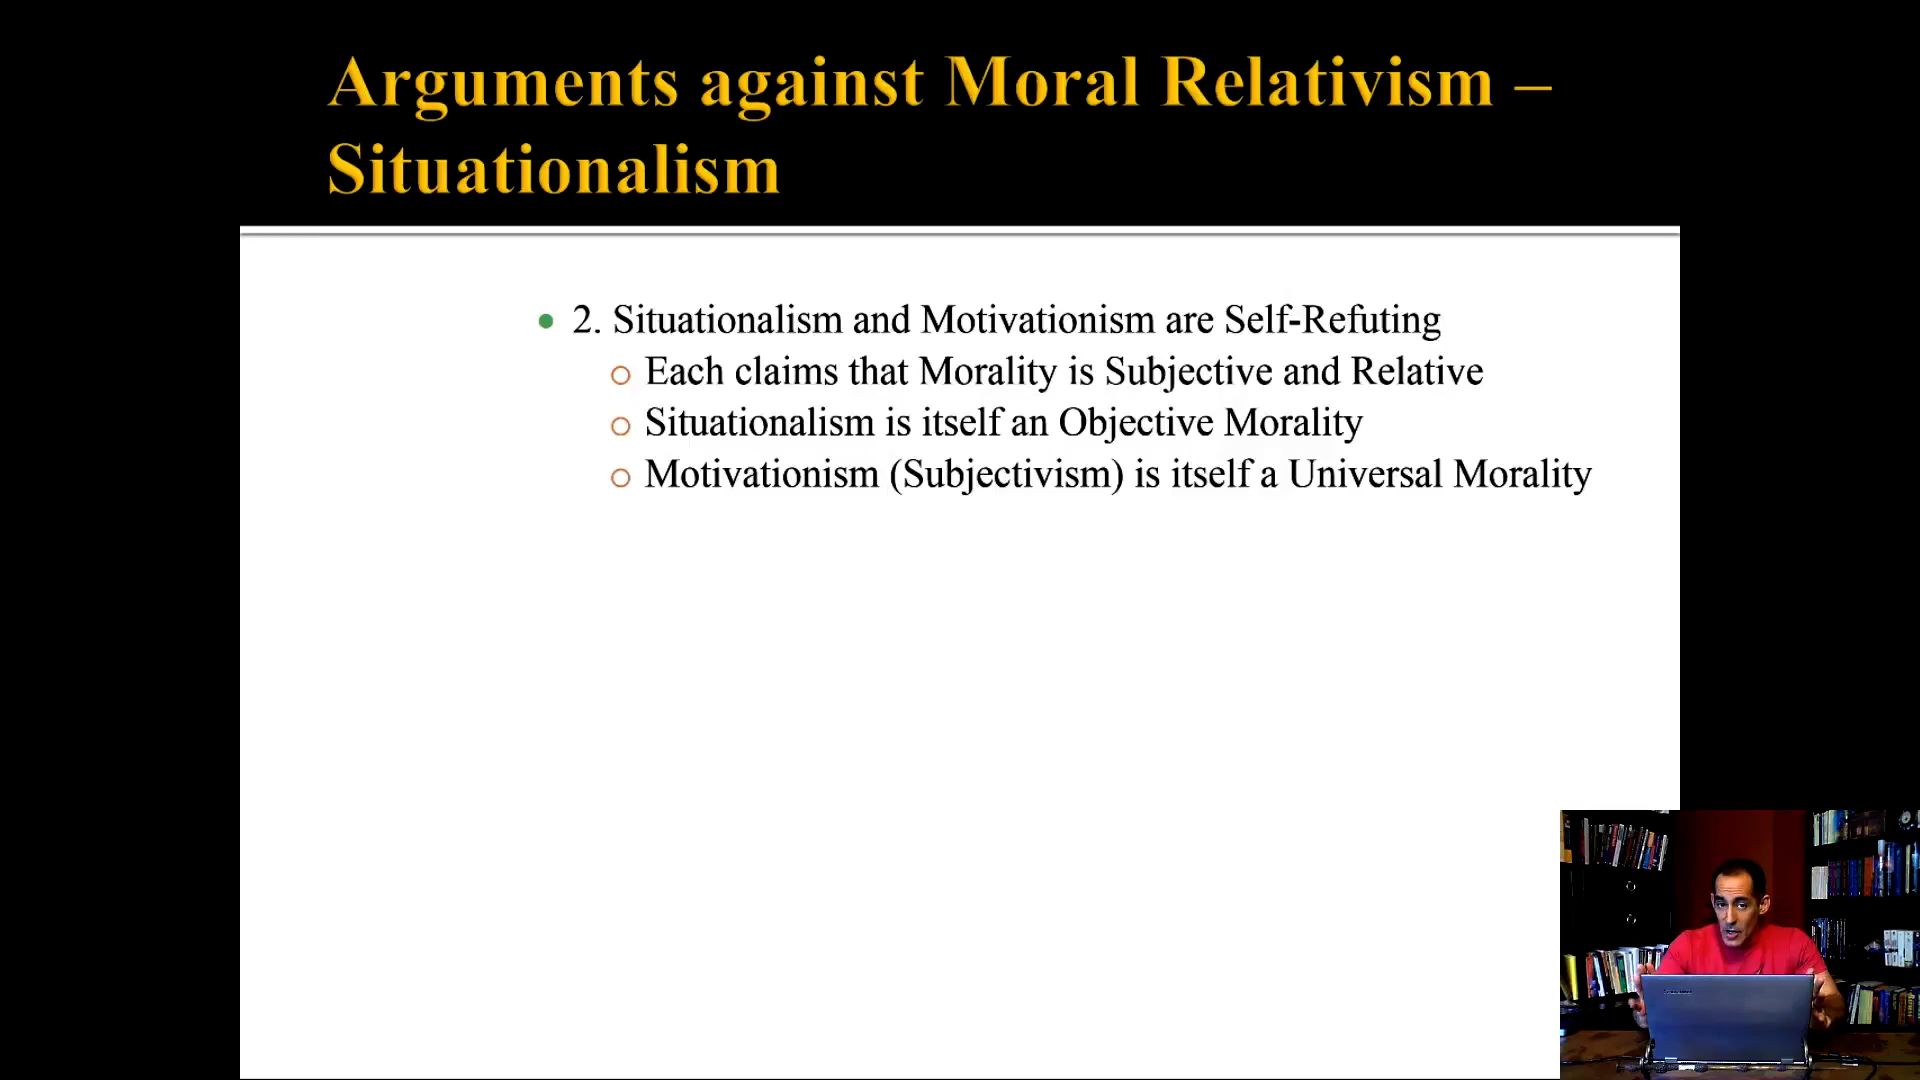 Arguments against Moral Relativism –
Situationalism
2. Situationalism and Motivationism are Self-Refuting
Each claims that Morality is Subjective and Relative
Situationalism is itself an Objective Morality
Motivationism (Subjectivism) is itself a Universal Morality